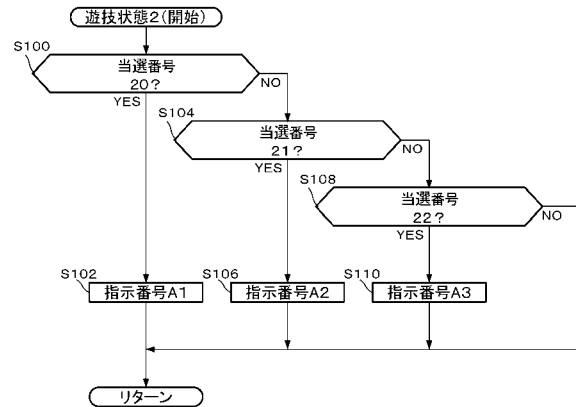 遊技状態2(開始)
S100
当選番号
20?
NO
YES
S104
当選番号
21?
NO
YES
S108
当選番号
22?
NO
YES
S102
指示番号A1
S106
指示番号A2
S110
指示番号A3
リターン